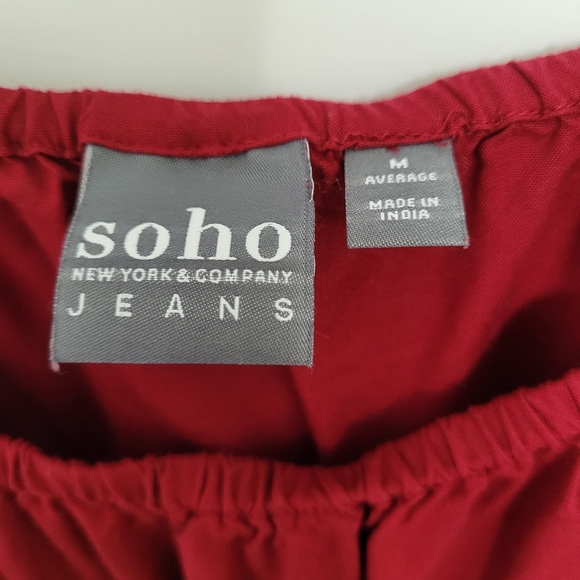 soho
NEW YORK & COMPANY
JEANS
M
AVERAGE
MADE IN
INDIA